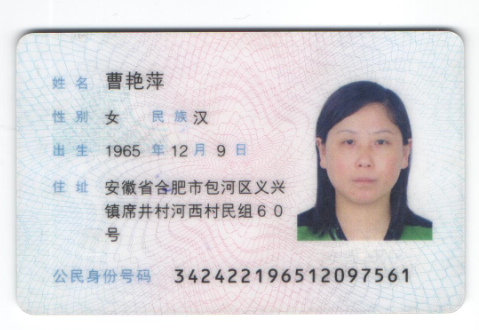 姓名 曹艳萍
性别 女 民族 汉
出生 1965 年 12 月 9 日
住址 安徽省合肥市包河区义兴
镇席井村河西村民组60
号
公民身份号码 342422196512097561